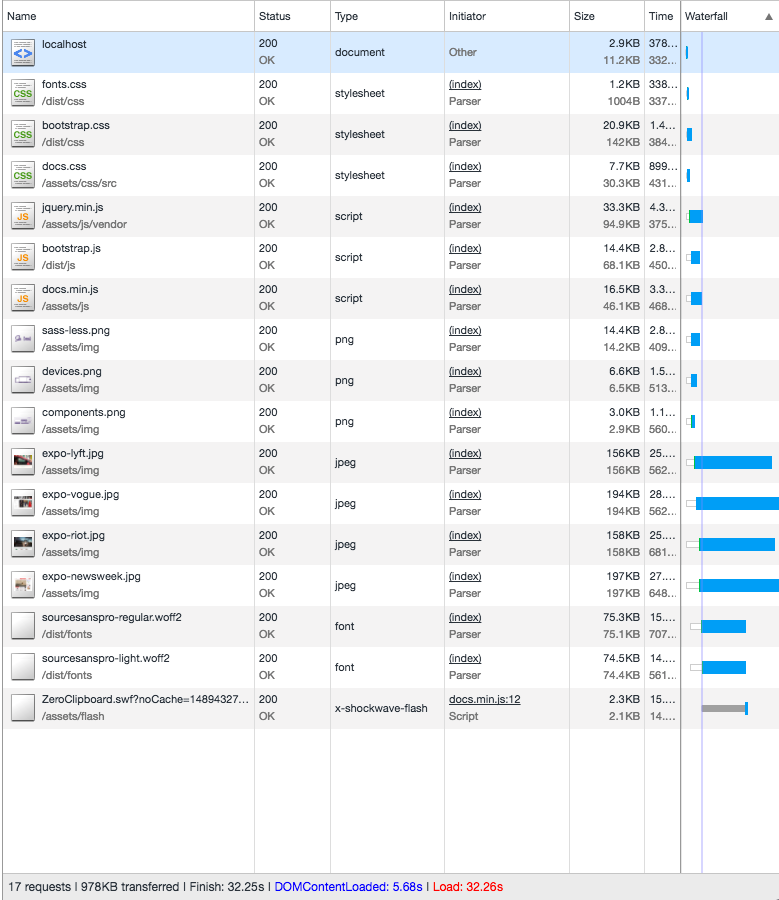 Name Status Type Initiator Size Time Waterfall ▲
localhost 200 document Other 2.9KB 378...
OK 11.2KB 332...
fonts.css 200 stylesheet (index) 1.2KB 338...
/dist/css OK Parser 1004B 337...
bootstrap.css 200 stylesheet (index) 20.9KB 1.4...
/dist/css OK Parser 142KB 384...
docs.css 200 stylesheet (index) 7.7KB 899...
/assets/css/src OK Parser 30.3KB 431...
jquery.min.js 200 script (index) 33.3KB 4.3...
/assets/js/vendor OK Parser 94.9KB 375...
bootstrap.js 200 script (index) 14.4KB 2.8...
/dist/js OK Parser 68.1KB 450...
docs.min.js 200 script (index) 16.5KB 3.3...
/assets/js OK Parser 46.1KB 468...
sass-less.png 200 png (index) 14.4KB 2.8...
/assets/img OK Parser 14.2KB 409...
devices.png 200 png (index) 6.6KB 1.5...
/assets/img OK Parser 6.5KB 513...
components.png 200 png (index) 3.0KB 1.1...
/assets/img OK Parser 2.9KB 560...
expo-lyft.jpg 200 jpeg (index) 156KB 25....
/assets/img OK Parser 156KB 562...
expo-vogue.jpg 200 jpeg (index) 194KB 28....
/assets/img OK Parser 194KB 562...
expo-riot.jpg 200 jpeg (index) 158KB 25....
/assets/img OK Parser 158KB 681...
expo-newsweek.jpg 200 jpeg (index) 197KB 27....
/assets/img OK Parser 197KB 648...
sourcesanspro-regular.woff2 200 font (index) 75.3KB 15....
/dist/fonts OK Parser 75.1KB 707...
sourcesanspro-light.woff2 200 font (index) 74.5KB 14....
/dist/fonts OK Parser 74.4KB 561...
ZeroClipboard.swf?noCache=14894327... 200 x-shockwave-flash docs.min.js:12 2.3KB 15....
/assets/flash OK Script 2.1KB 14....
17 requests | 978KB transferred | Finish: 32.25s | DOMContentLoaded: 5.68s | Load: 32.26s